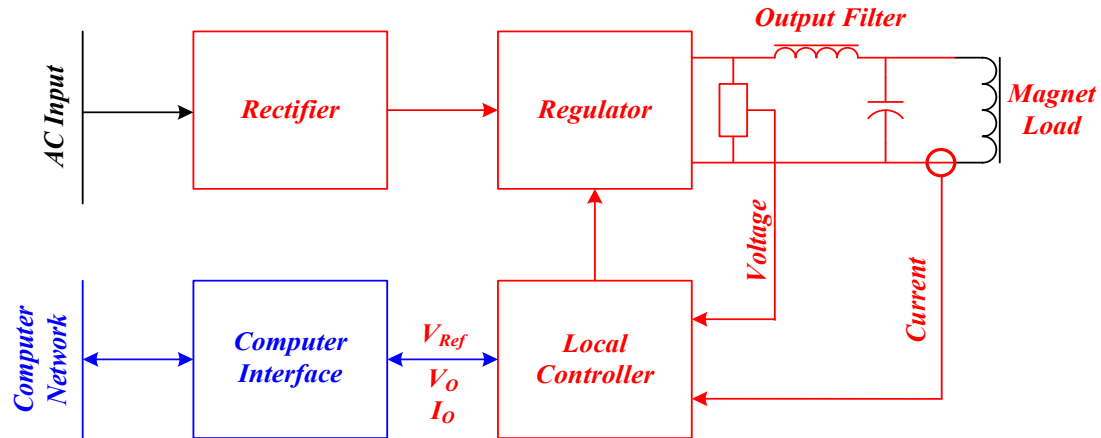 Output Filter
AC Input
Rectifier
Regulator
Magnet
Load
Voltage
Current
Computer
Network
Computer
Interface
V_Ref
V_O
I_O
Local
Controller